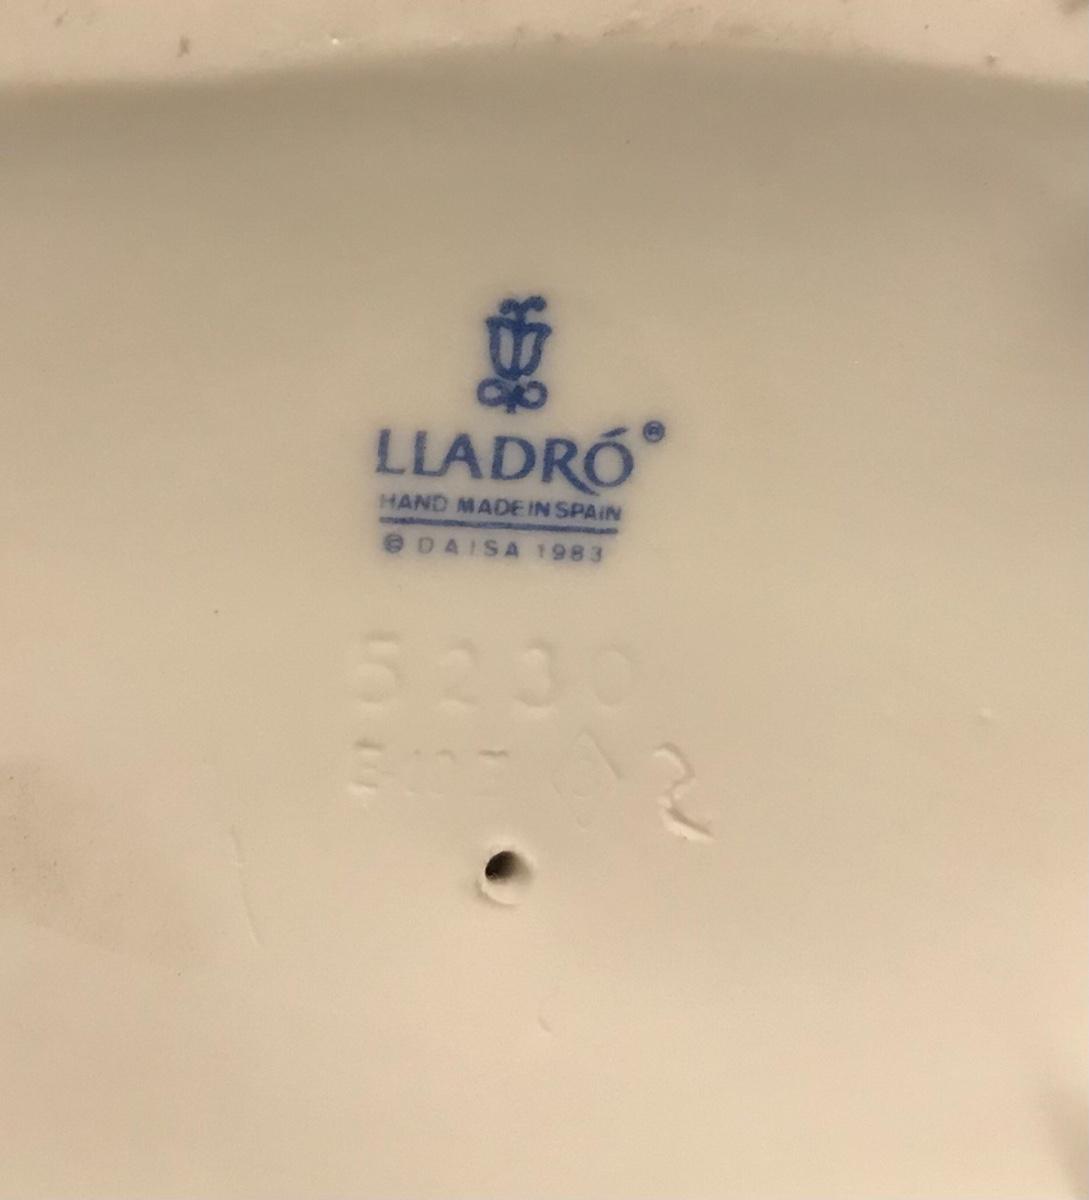 LLADRÓ®
HAND MADE IN SPAIN
© DAISA 1983
5230